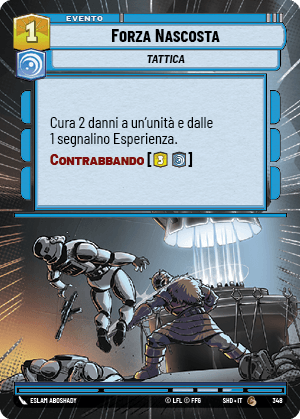 EVENTO
1
FORZA NASCOSTA
TATTICA
Cura 2 danni a un'unità e dalle
1 segnalino Esperienza.
CONTRABBANDO [3 ]
ESLAM ABOSHADY © LFL © FFG SHD • IT 348